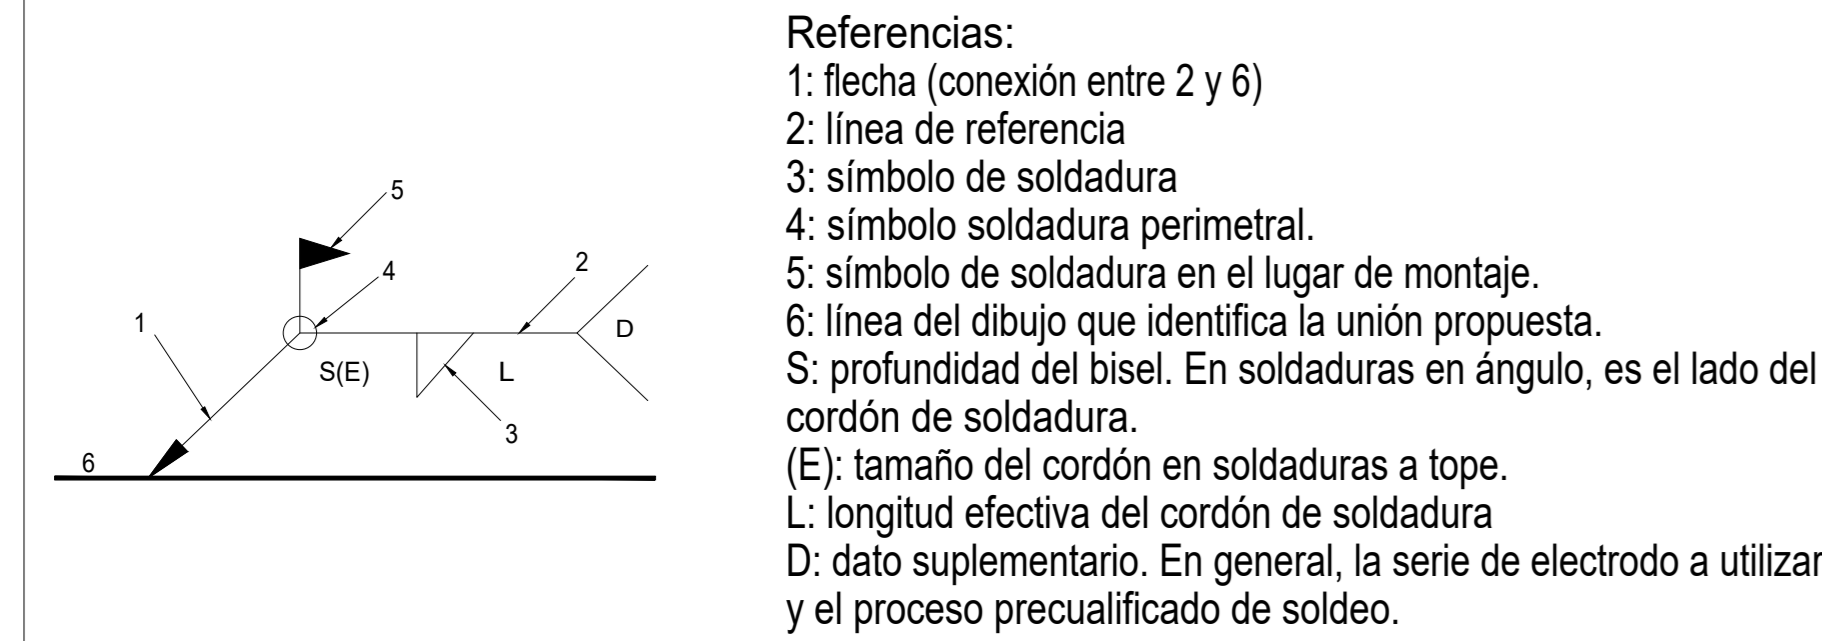 5
4
2
1
D
S(E)
L
3
6
Referencias:
1: flecha (conexión entre 2 y 6)
2: línea de referencia
3: símbolo de soldadura
4: símbolo soldadura perimetral.
5: símbolo de soldadura en el lugar de montaje.
6: línea del dibujo que identifica la unión propuesta.
S: profundidad del bisel. En soldaduras en ángulo, es el lado del
cordón de soldadura.
(E): tamaño del cordón en soldaduras a tope.
L: longitud efectiva del cordón de soldadura
D: dato suplementario. En general, la serie de electrodo a utilizar
y el proceso precualificado de soldeo.